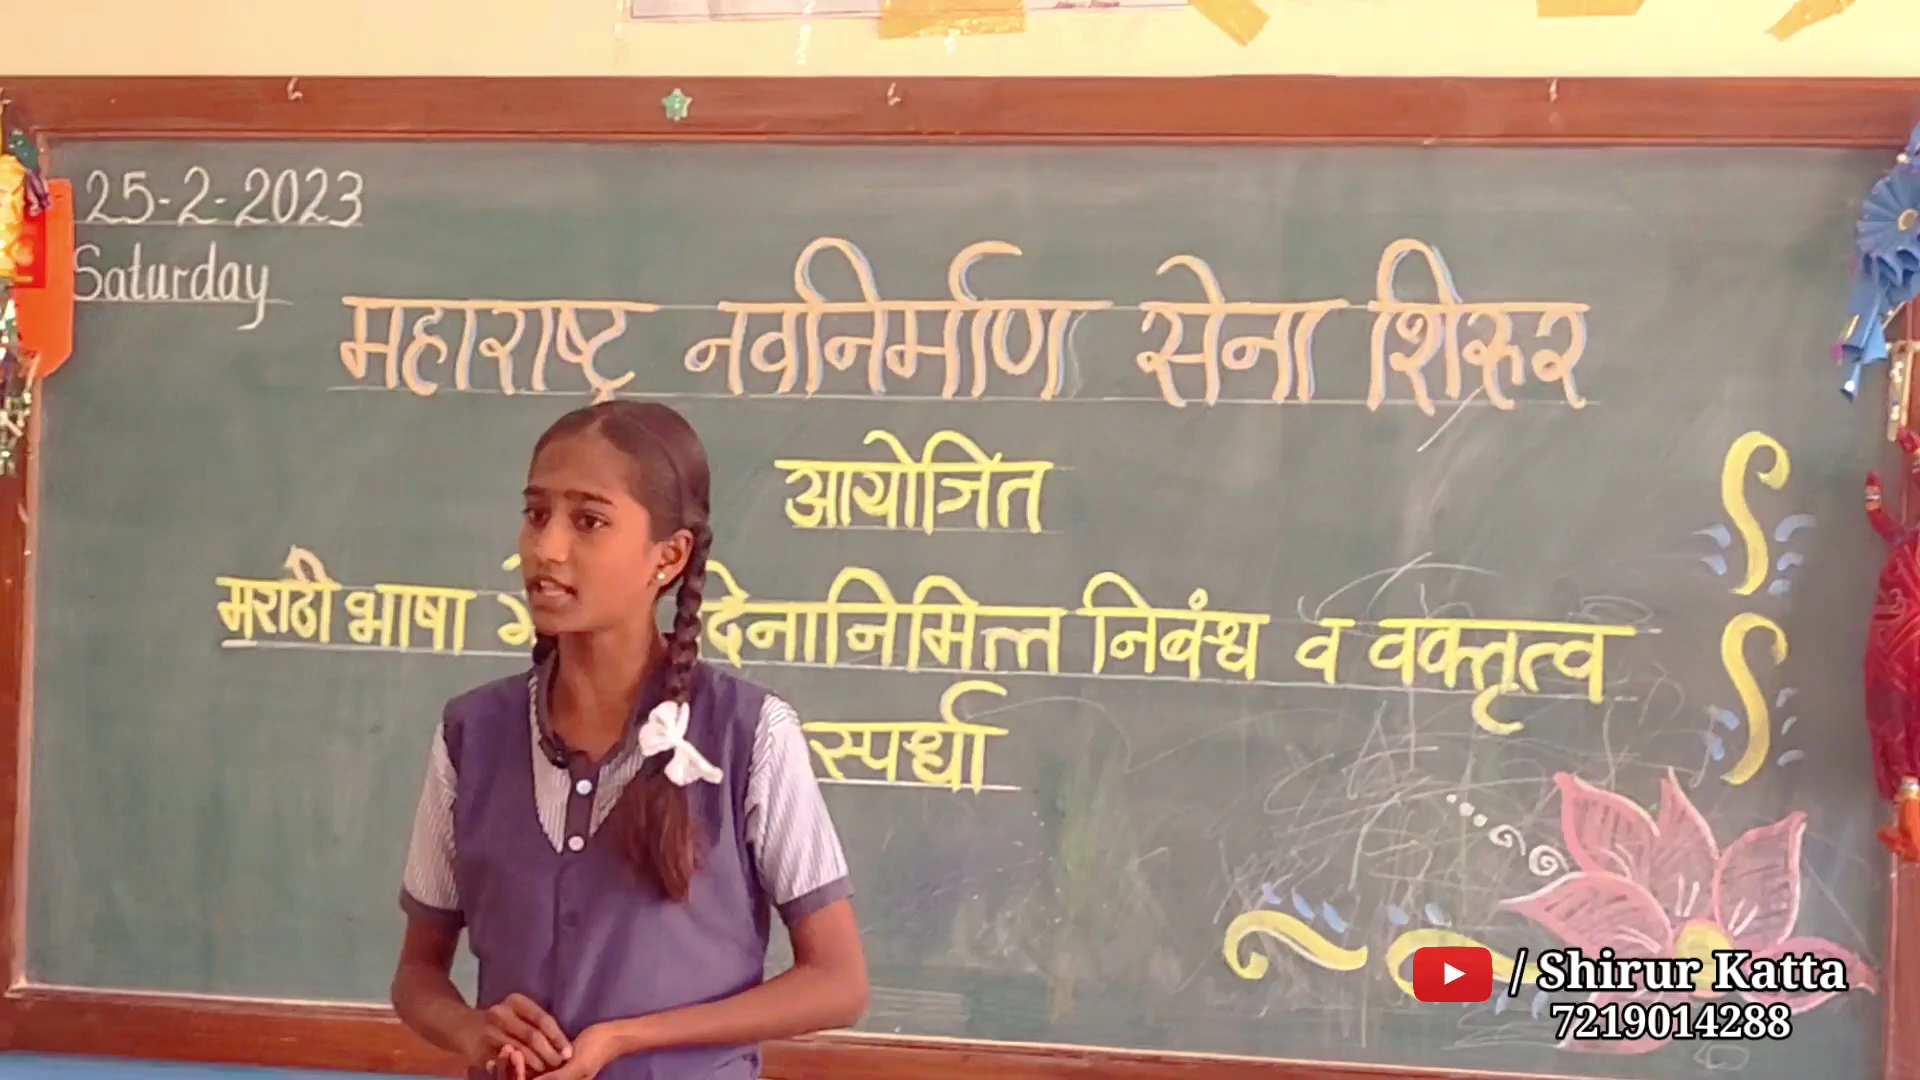 25-2-2023
Saturday
महाराष्ट्र नवनिर्माण सेना शिरूर
आयोजित
मराठी भाषा दिनानिमित्त निबंध व वक्तृत्व
स्पर्धा
/ Shirur Katta
7219014288